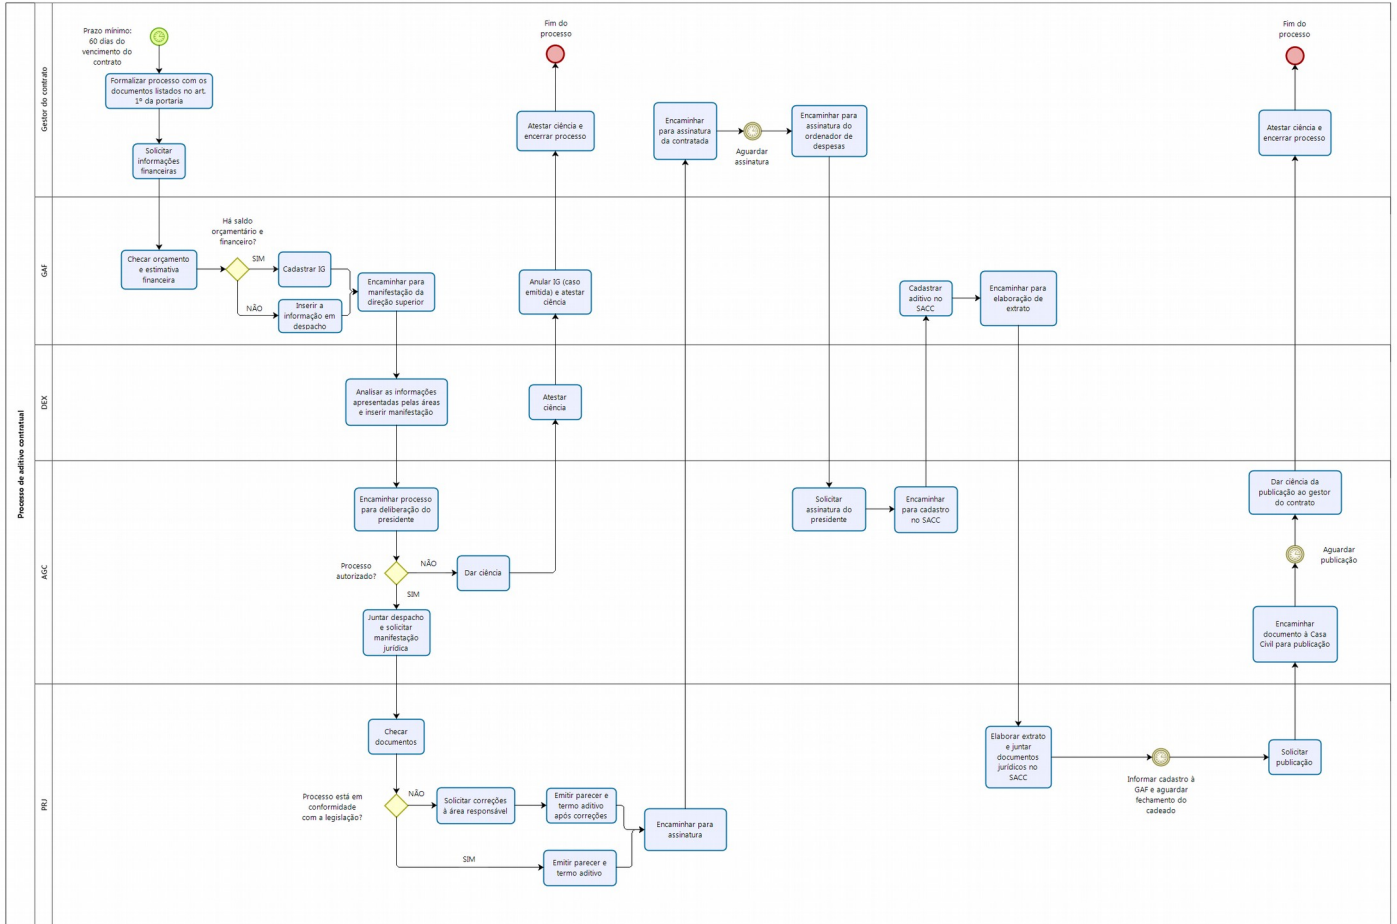 Processo de aditivo contratual
Gestor do contrato
Prazo mínimo:
60 dias do
vencimento do
contrato
Formalizar processo com os
documentos listados no art.
1º da portaria
Solicitar
informações
financeiras
Fim do
processo
Atestar ciência e
encerrar processo
Encaminhar
para assinatura
da contratada
Aguardar
assinatura
Encaminhar para
assinatura do
ordenador de
despesas
Fim do
processo
Atestar ciência e
encerrar processo
GAF
Checar orçamento
e estimativa
financeira
Há saldo
orçamentário e
financeiro?
SIM
Cadastrar IG
NÃO
Inserir a
informação em
despacho
Encaminhar para
manifestação da
direção superior
Anular IG (caso
emitida) e atestar
ciência
Cadastrar
aditivo no
SACC
Encaminhar para
elaboração de
extrato
DEX
Analisar as informações
apresentadas pelas áreas
e inserir manifestação
Atestar
ciência
AGC
Encaminhar processo
para deliberação do
presidente
Processo
autorizado?
NÃO
Dar ciência
SIM
Juntar despacho
e solicitar
manifestação
jurídica
Solicitar
assinatura do
presidente
Encaminhar
para cadastro
no SACC
Dar ciência da
publicação ao gestor
do contrato
Aguardar
publicação
Encaminhar
documento à Casa
Civil para publicação
PRJ
Checar
documentos
Processo está em
conformidade
com a legislação?
NÃO
Solicitar correções
à área responsável
Emitir parecer e
termo aditivo
após correções
SIM
Emitir parecer e
termo aditivo
Encaminhar para
assinatura
Elaborar extrato
e juntar
documentos
jurídicos no
SACC
Informar cadastro à
GAF e aguardar
fechamento do
cadeado
Solicitar
publicação